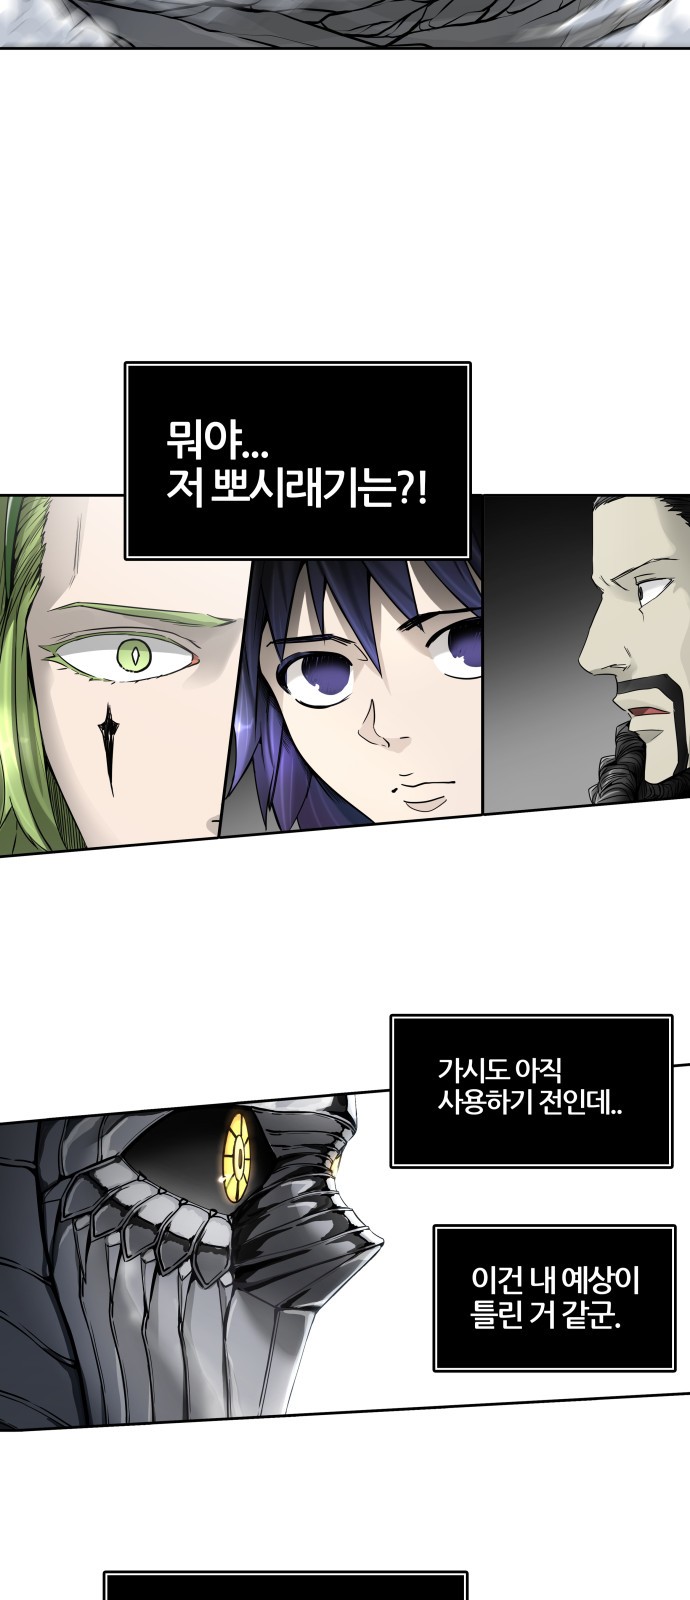 뭐야...
저 뽀시래기는?!
가시도 아직
사용하기 전인데..
이건 내 예상이
틀린 거 같군.